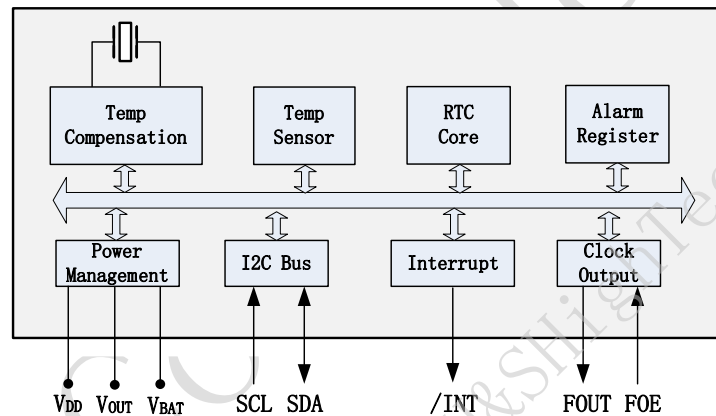 Temp
Compensation
Temp
Sensor
RTC
Core
Alarm
Register
Power
Management
I2C Bus
Interrupt
Clock
Output
VDD VOUT VBAT SCL SDA /INT FOUT FOE